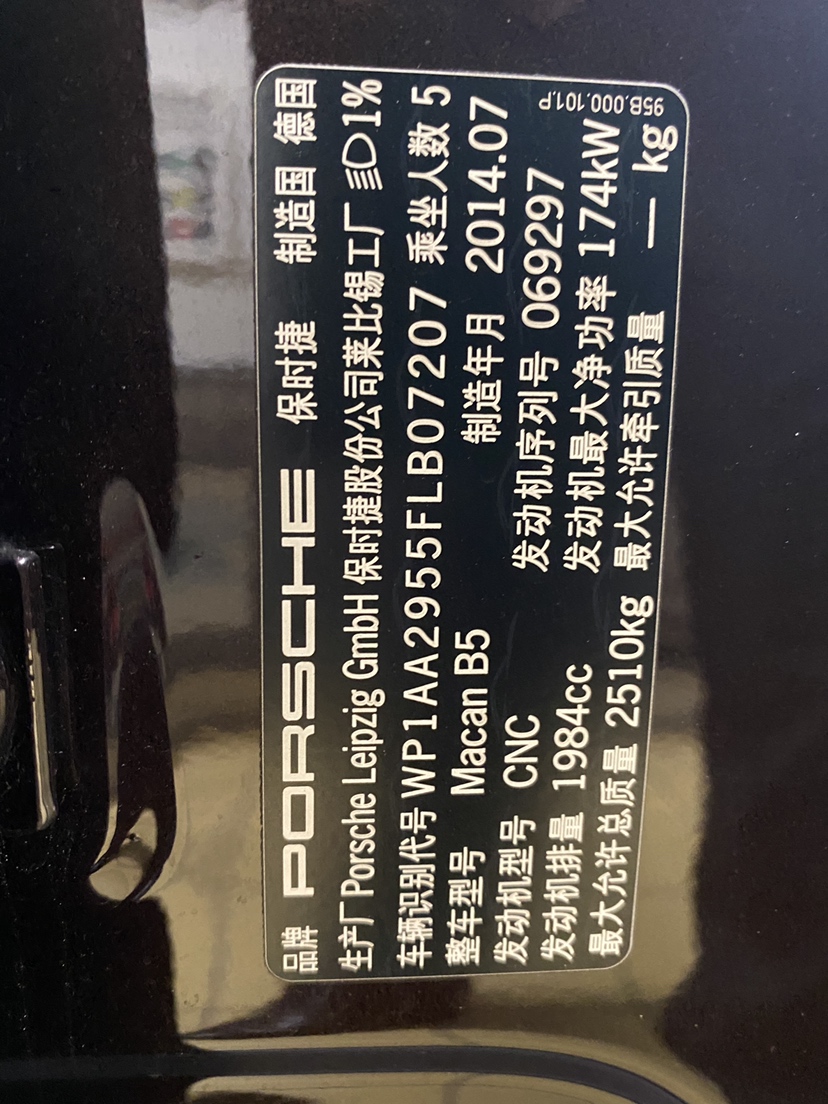 95B.000.101.P
品牌 PORSCHE 保时捷 制造国 德国
生产厂 Porsche Leipzig GmbH 保时捷股份公司莱比锡工厂 1%
车辆识别代号 WP1AA2955FLB07207 乘坐人数 5
整车型号 Macan B5 制造年月 2014.07
发动机型号 CNC 发动机序列号 069297
发动机排量 1984cc 发动机最大净功率 174kW
最大允许总质量 2510kg 最大允许牵引质量 — kg